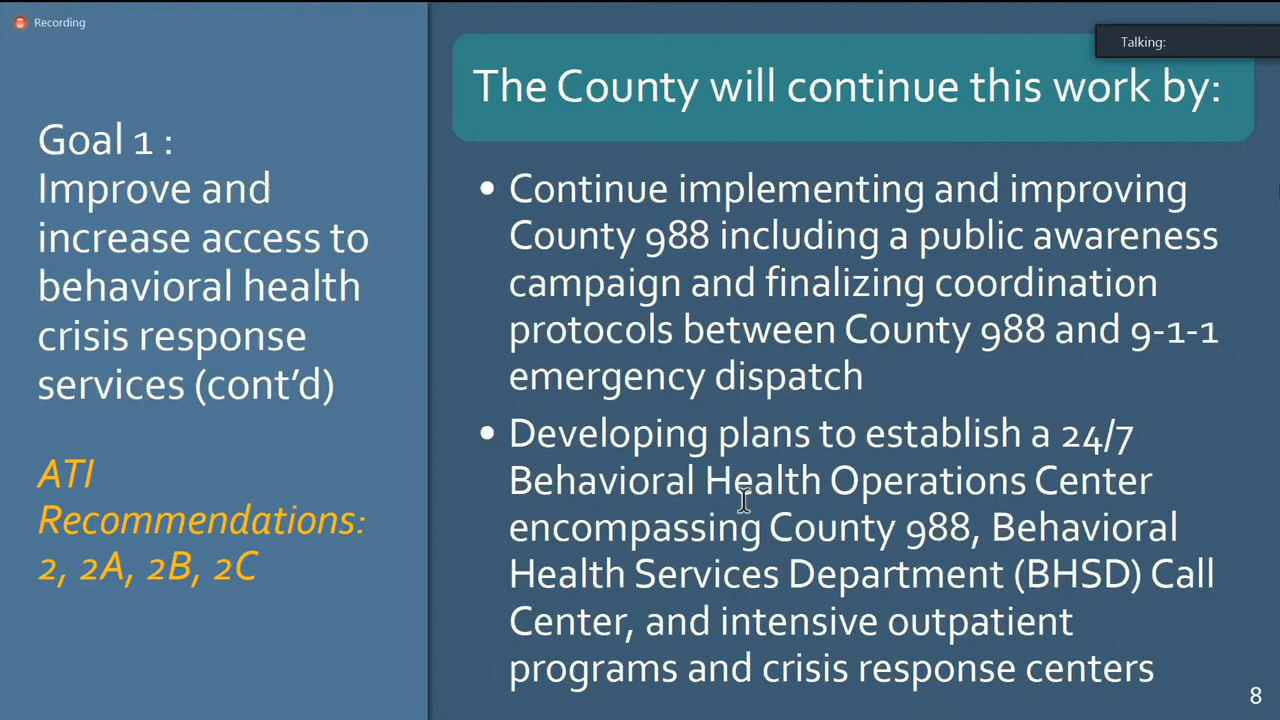 Recording
Talking:
Goal 1 :
Improve and
increase access to
behavioral health
crisis response
services (cont’d)
ATI
Recommendations:
2, 2A, 2B, 2C
The County will continue this work by:
• Continue implementing and improving
County 988 including a public awareness
campaign and finalizing coordination
protocols between County 988 and 9-1-1
emergency dispatch
• Developing plans to establish a 24/7
Behavioral Health Operations Center
encompassing County 988, Behavioral
Health Services Department (BHSD) Call
Center, and intensive outpatient
programs and crisis response centers
8